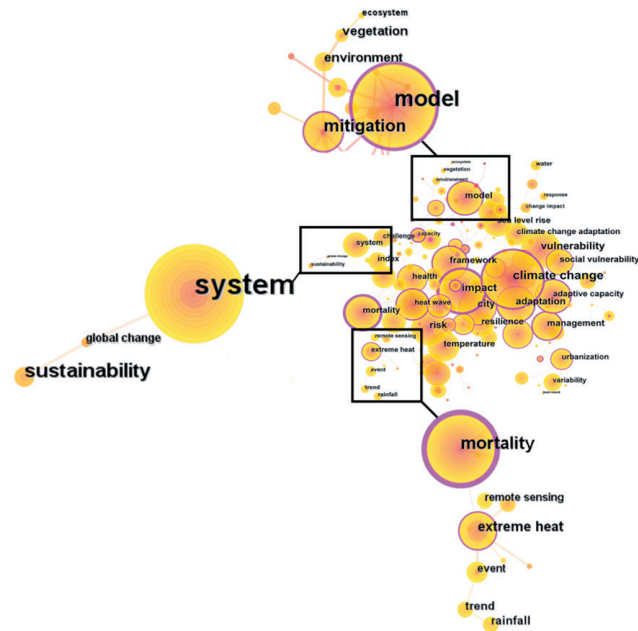 ecosystem
vegetation
environment
model
mitigation
ecosystem
vegetation
environment
model
water
response
change impact
sea level rise
challenge
capacity
climate change adaptation
system
global change
sustainability
index
vulnerability
framework
social vulnerability
health
climate change
system
impact
adaptive capacity
heat wave
city
adaptation
mortality
risk
resilience
management
global change
remote sensing
temperature
extreme heat
urbanization
sustainability
event
variability
trend
rainfall
mortality
remote sensing
extreme heat
event
trend
rainfall